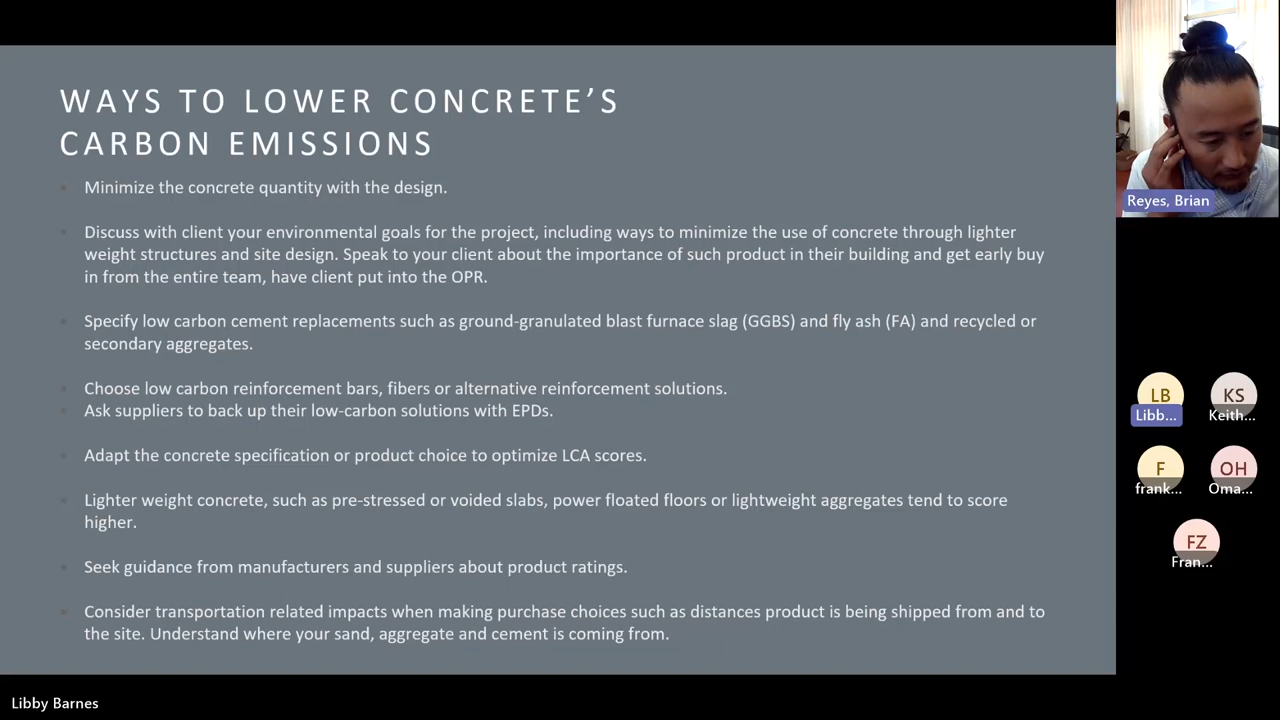 WAYS TO LOWER CONCRETE’S
CARBON EMISSIONS
Minimize the concrete quantity with the design.
Discuss with client your environmental goals for the project, including ways to minimize the use of concrete through lighter
weight structures and site design. Speak to your client about the importance of such product in their building and get early buy
in from the entire team, have client put into the OPR.
Specify low carbon cement replacements such as ground-granulated blast furnace slag (GGBS) and fly ash (FA) and recycled or
secondary aggregates.
Choose low carbon reinforcement bars, fibers or alternative reinforcement solutions.
Ask suppliers to back up their low-carbon solutions with EPDs.
Adapt the concrete specification or product choice to optimize LCA scores.
Lighter weight concrete, such as pre-stressed or voided slabs, power floated floors or lightweight aggregates tend to score
higher.
Seek guidance from manufacturers and suppliers about product ratings.
Consider transportation related impacts when making purchase choices such as distances product is being shipped from and to
the site. Understand where your sand, aggregate and cement is coming from.
Reyes, Brian
LB
Libb...
KS
Keith...
F
frank...
OH
Oma...
FZ
Fran...
Libby Barnes